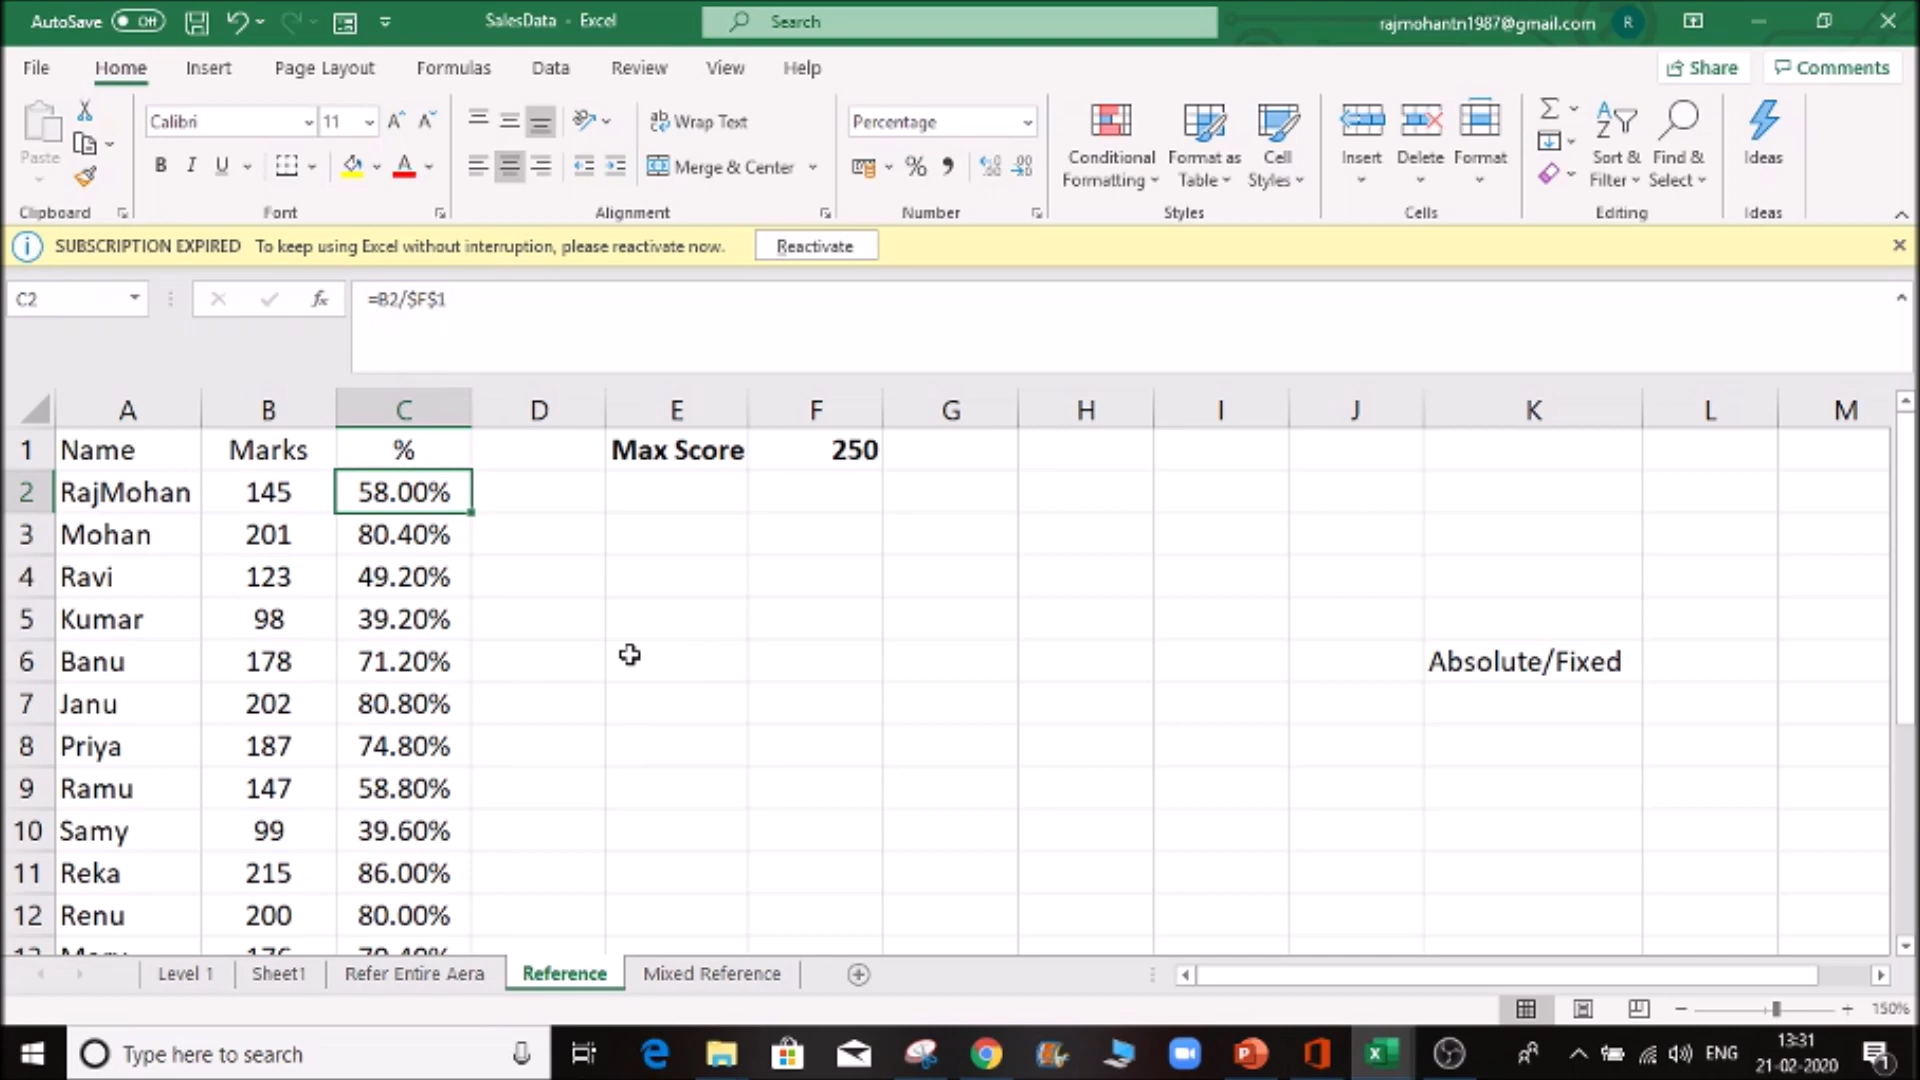 AutoSave Off SalesData - Excel Search rajmohantn1987@gmail.com R
File Home Insert Page Layout Formulas Data Review View Help Share Comments
Paste Calibri 11 A A ab Wrap Text Percentage Conditional Formatting Format as Table Cell Styles Insert Delete Format Sort & Filter Find & Select Ideas
B I U A Merge & Center %
Clipboard Font Alignment Number Styles Cells Editing Ideas
SUBSCRIPTION EXPIRED To keep using Excel without interruption, please reactivate now. Reactivate
C2 fx =B2/$F$1
A B C D E F G H I J K L M
1 Name Marks % Max Score 250
2 RajMohan 145 58.00%
3 Mohan 201 80.40%
4 Ravi 123 49.20%
5 Kumar 98 39.20%
6 Banu 178 71.20% Absolute/Fixed
7 Janu 202 80.80%
8 Priya 187 74.80%
9 Ramu 147 58.80%
10 Samy 99 39.60%
11 Reka 215 86.00%
12 Renu 200 80.00%
Level 1 Sheet1 Refer Entire Aera Reference Mixed Reference
150%
Type here to search ENG 13:31
21-02-2020